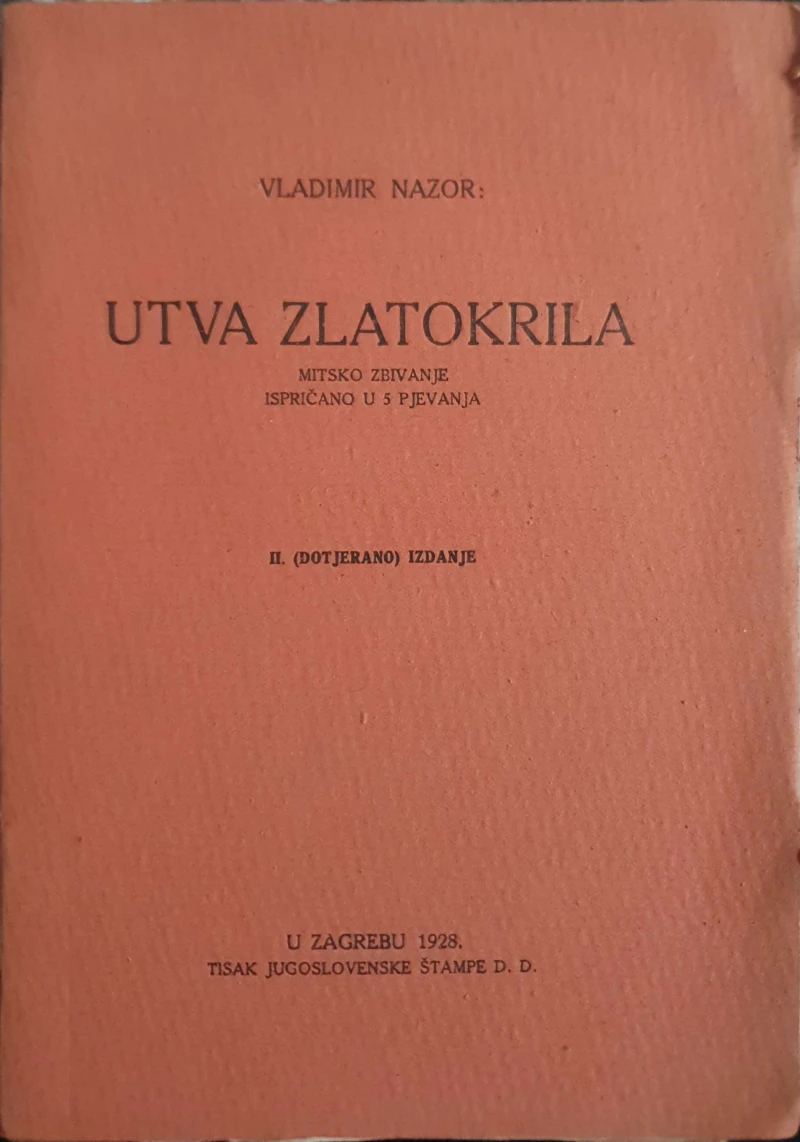 VLADIMIR NAZOR:
UTVA ZLATOKRILA
MITSKO ZBIVANJE
ISPRIČANO U 5 PJEVANJA
II. (DOTJERANO) IZDANJE
U ZAGREBU 1928.
TISAK JUGOSLOVENSKE ŠTAMPE D. D.